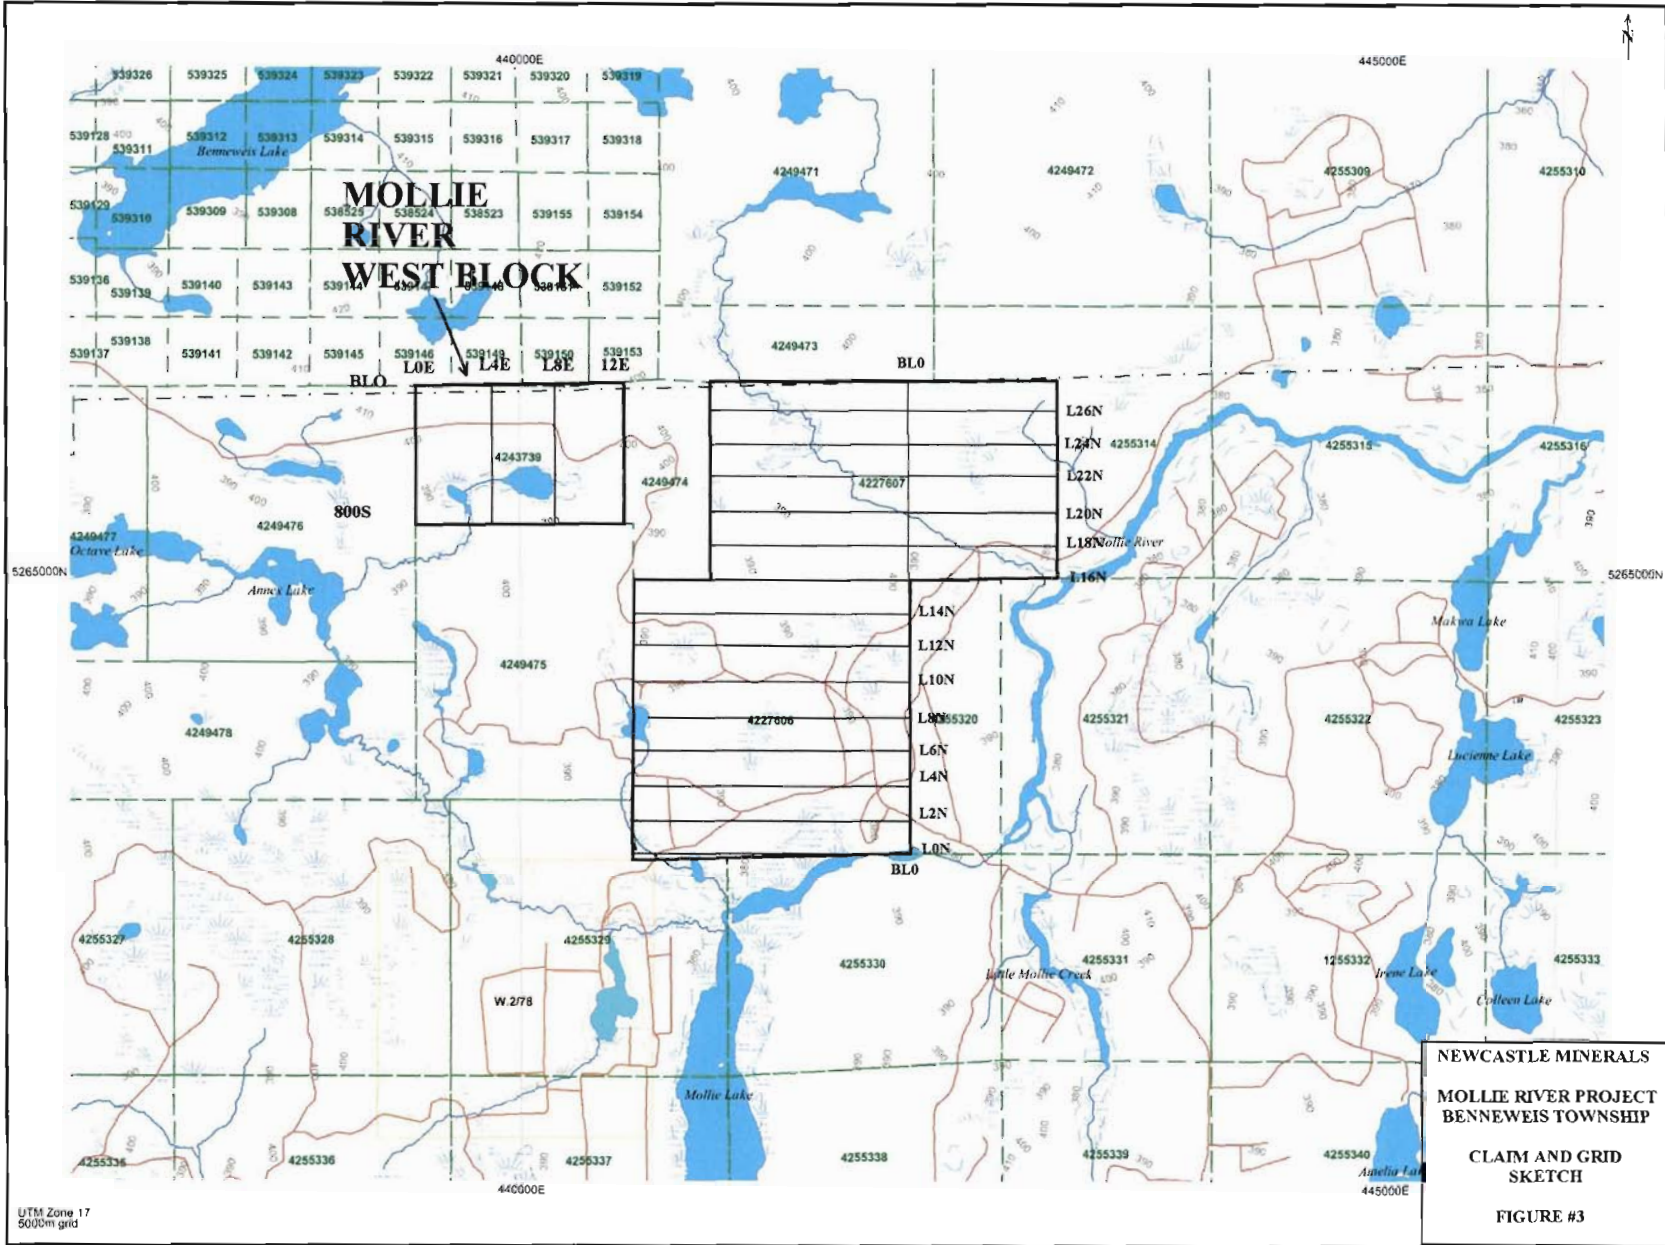 N
440000E
445000E
539326 539325 539324 539323 539322 539321 539320 539319
539128 539312 539313 539314 539315 539316 539317 539318
539311
Benneweis Lake
4249471 4249472 4255309 4255310
MOLLIE
RIVER
WEST BLOCK
539129 539310 539309 539308 538525 538524 538523 539155 539154
539136 539139 539140 539143 539152
539138
539137 539141 539142 539145 539146 539149 539150 539153
4249473
BLO L0E L4E L8E 12E
BL0
L26N
L24N 4255314 4255315 4255316
4243739
L22N
4249474 4227607
800S
L20N
4249476
4249477
Octave Lake
L18N Mollie River
5265000N
L16N
5265000N
Annex Lake
L14N
Makwa Lake
L12N
4249475
L10N
4249478 4227606 L8N 4255320 4255321 4255322 4255323
L6N
Lucienne Lake
L4N
L2N
L0N
BL0
4255327 4255328 4255329
4255330 4255331 1255332 4255333
Little Mollie Creek
Irene Lake
W.2/78
Colleen Lake
Mollie Lake
4255335 4255336 4255337 4255338 4255339 4255340
Amelia
440000E
445000E
UTM Zone 17
5000m grid
NEWCASTLE MINERALS
MOLLIE RIVER PROJECT
BENNEWEIS TOWNSHIP
CLAIM AND GRID
SKETCH
FIGURE #3